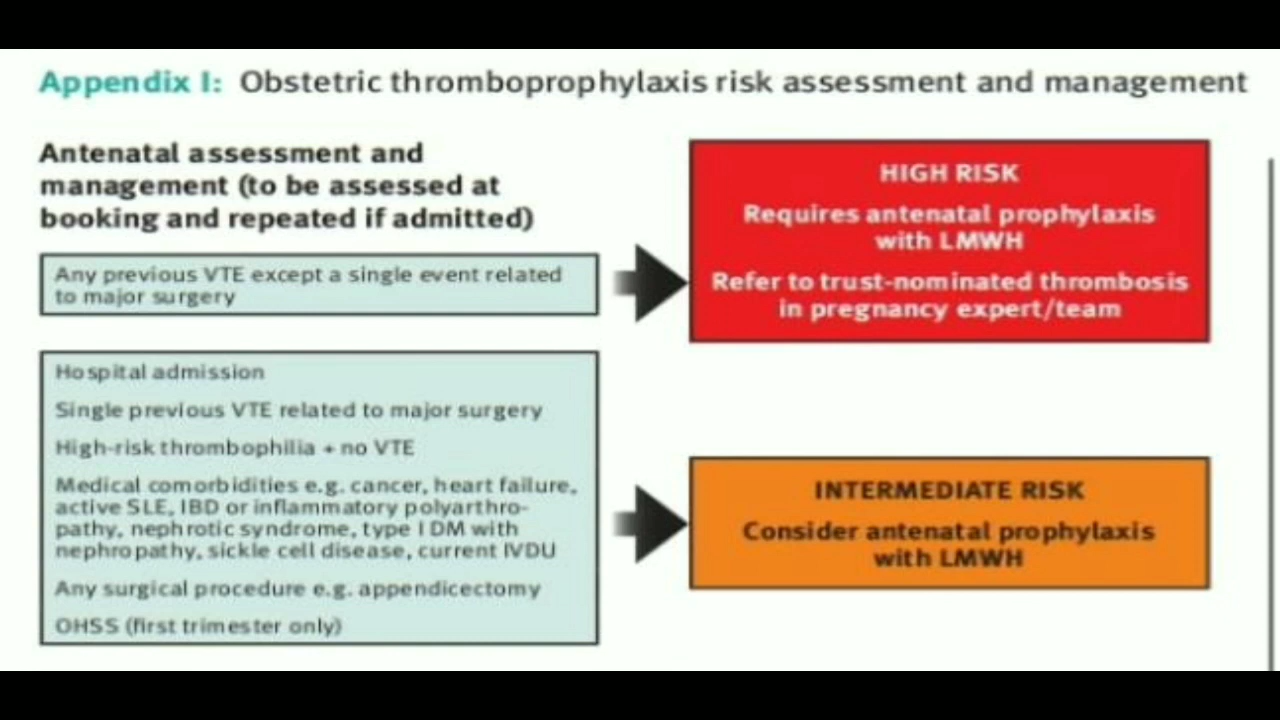 Appendix I: Obstetric thromboprophylaxis risk assessment and management
Antenatal assessment and
management (to be assessed at
booking and repeated if admitted)
Any previous VTE except a single event related
to major surgery
HIGH RISK
Requires antenatal prophylaxis
with LMWH
Refer to trust-nominated thrombosis
in pregnancy expert/team
Hospital admission
Single previous VTE related to major surgery
High-risk thrombophilia + no VTE
Medical comorbidities e.g. cancer, heart failure,
active SLE, IBD or inflammatory polyarthro-
pathy, nephrotic syndrome, type I DM with
nephropathy, sickle cell disease, current IVDU
Any surgical procedure e.g. appendicectomy
OHSS (first trimester only)
INTERMEDIATE RISK
Consider antenatal prophylaxis
with LMWH